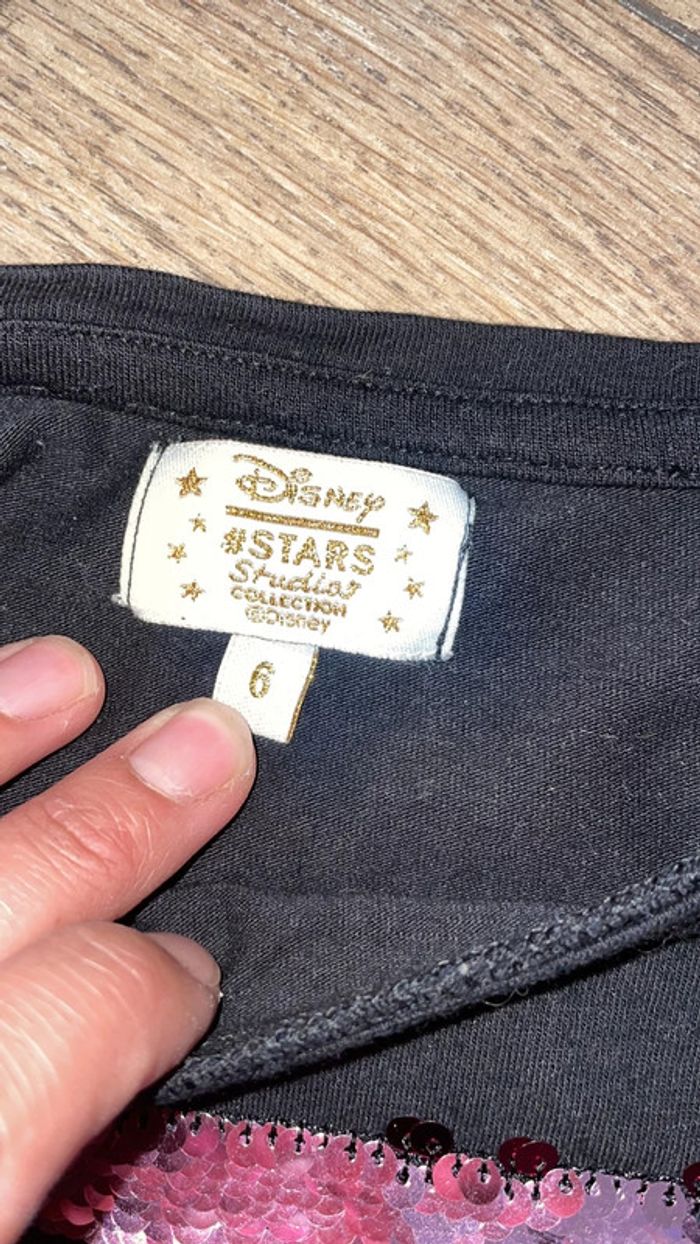 Disney
#STARS
Studios
COLLECTION
©Disney
6